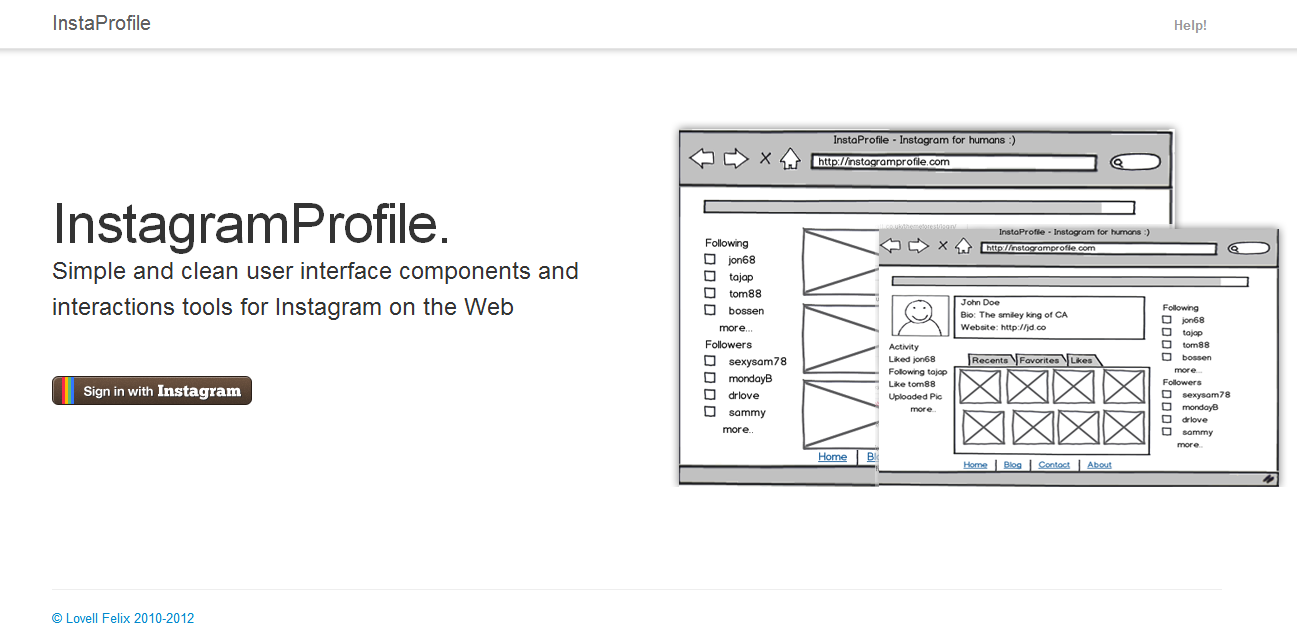 InstaProfile
Help!
InstagramProfile.
Simple and clean user interface components and
interactions tools for Instagram on the Web
Sign in with Instagram
InstaProfile - Instagram for humans :)
http://instagramprofile.com
Following
jon68
tajap
tom88
bossen
more...
Followers
sexysam78
mondayB
drlove
sammy
more..
Home
InstaProfile - Instagram for humans :)
http://instagramprofile.com
John Doe
Bio: The smiley king of CA
Website: http://jd.co
Activity
Liked jon68
Following tajap
Like tom88
Uploaded Pic
more..
Recents Favorites Likes
Following
jon68
tajap
tom88
bossen
more...
Followers
sexysam78
mondayB
drlove
sammy
more..
Home Blog Contact About
© Lovell Felix 2010-2012